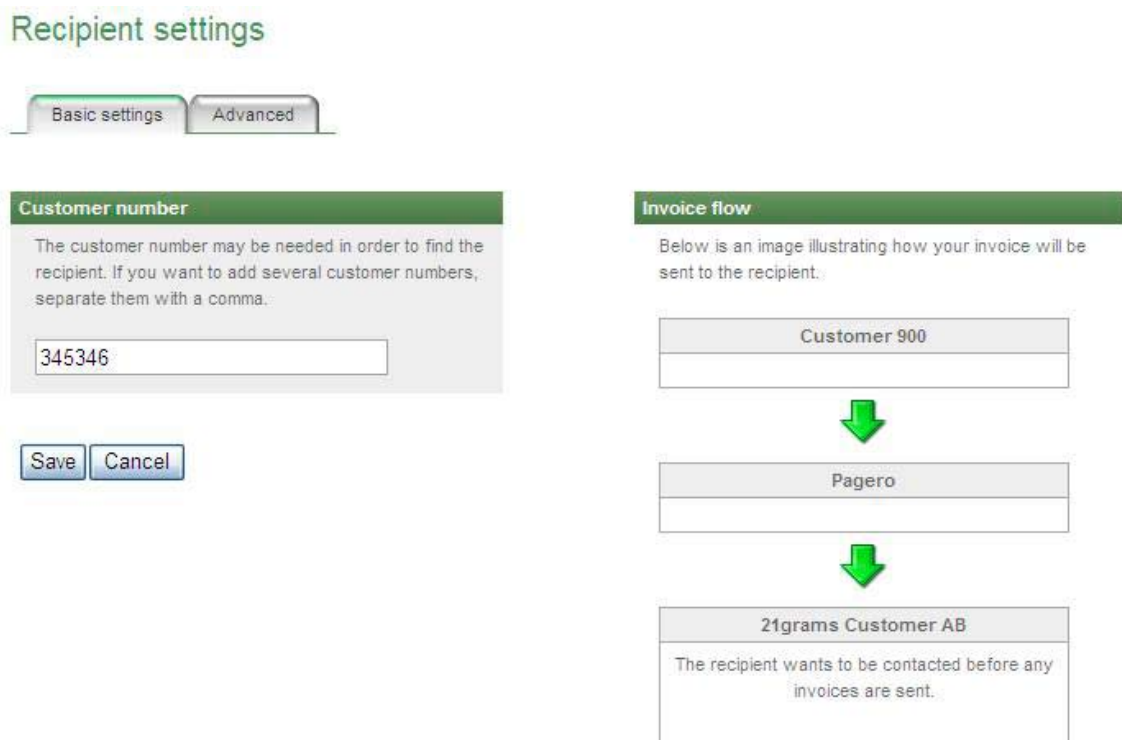 Recipient settings
Basic settings
Advanced
Customer number
The customer number may be needed in order to find the
recipient. If you want to add several customer numbers,
separate them with a comma.
345346
Save
Cancel
Invoice flow
Below is an image illustrating how your invoice will be
sent to the recipient.
Customer 900
Pagero
21grams Customer AB
The recipient wants to be contacted before any
invoices are sent.